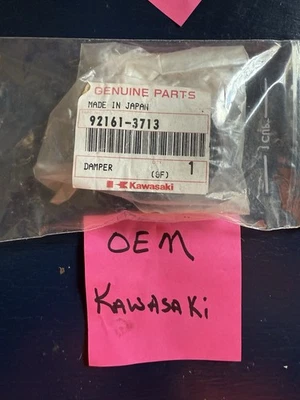 GENUINE PARTS
MADE IN JAPAN
92161-3713
DAMPER (GF) 1
Kawasaki
OEM
KAWASAKi